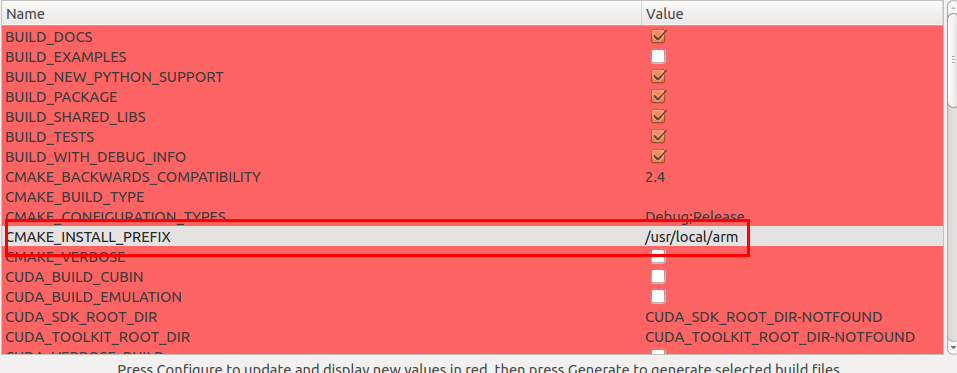 Name Value
BUILD_DOCS
BUILD_EXAMPLES
BUILD_NEW_PYTHON_SUPPORT
BUILD_PACKAGE
BUILD_SHARED_LIBS
BUILD_TESTS
BUILD_WITH_DEBUG_INFO
CMAKE_BACKWARDS_COMPATIBILITY 2.4
CMAKE_BUILD_TYPE
CMAKE_CONFIGURATION_TYPES Debug;Release
CMAKE_INSTALL_PREFIX /usr/local/arm
CMAKE_VERBOSE
CUDA_BUILD_CUBIN
CUDA_BUILD_EMULATION
CUDA_SDK_ROOT_DIR CUDA_SDK_ROOT_DIR-NOTFOUND
CUDA_TOOLKIT_ROOT_DIR CUDA_TOOLKIT_ROOT_DIR-NOTFOUND
CUDA_VERBOSE_BUILD
Press Configure to update and display new values in red, then press Generate to generate selected build files.